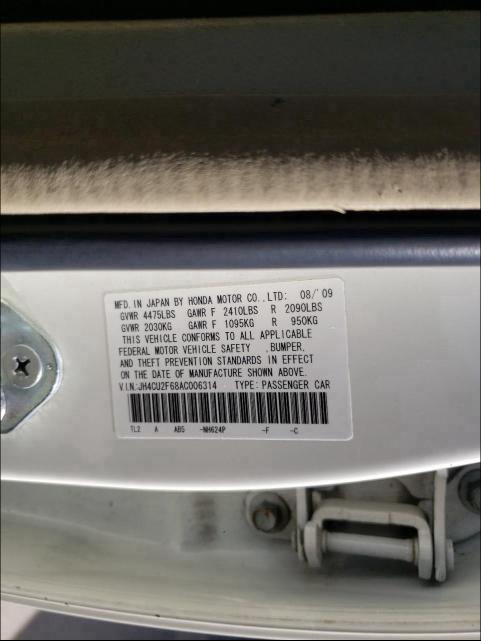 MFD. IN JAPAN BY HONDA MOTOR CO., LTD: 08/'09
GVWR 4475LBS GAWR F 2410LBS R 2090LBS
GVWR 2030KG GAWR F 1095KG R 950KG
THIS VEHICLE CONFORMS TO ALL APPLICABLE
FEDERAL MOTOR VEHICLE SAFETY ,BUMPER,
AND THEFT PREVENTION STANDARDS IN EFFECT
ON THE DATE OF MANUFACTURE SHOWN ABOVE.
V.I.N.:JH4CU2F68AC006314 TYPE: PASSENGER CAR
TL2 A ABS -NH624P -F -C